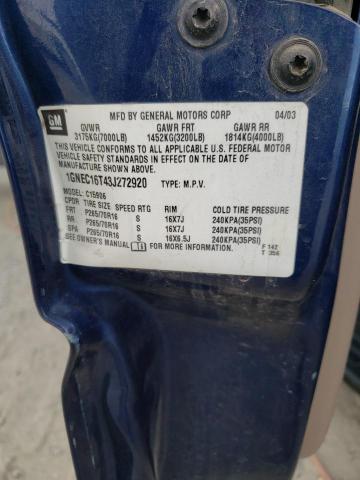 GM
MFD BY GENERAL MOTORS CORP 04/03
GVWR GAWR FRT GAWR RR
3175KG(7000LB) 1452KG(3200LB) 1814KG(4000LB)
THIS VEHICLE CONFORMS TO ALL APPLICABLE U.S. FEDERAL MOTOR
VEHICLE SAFETY STANDARDS IN EFFECT ON THE DATE OF
MANUFACTURE SHOWN ABOVE.
1GNEC16T43J272920 TYPE: M.P.V.
MODEL: C15906
CPDR TIRE SIZE SPEED RTG RIM COLD TIRE PRESSURE
FRT P265/70R16 16X7J 240KPA(35PSI)
RR P265/70R16 16X7J 240KPA(35PSI)
SPA P265/70R16 16X6.5J 240KPA(35PSI)
SEE OWNER'S MANUAL FOR MORE INFORMATION
F 142
T 356